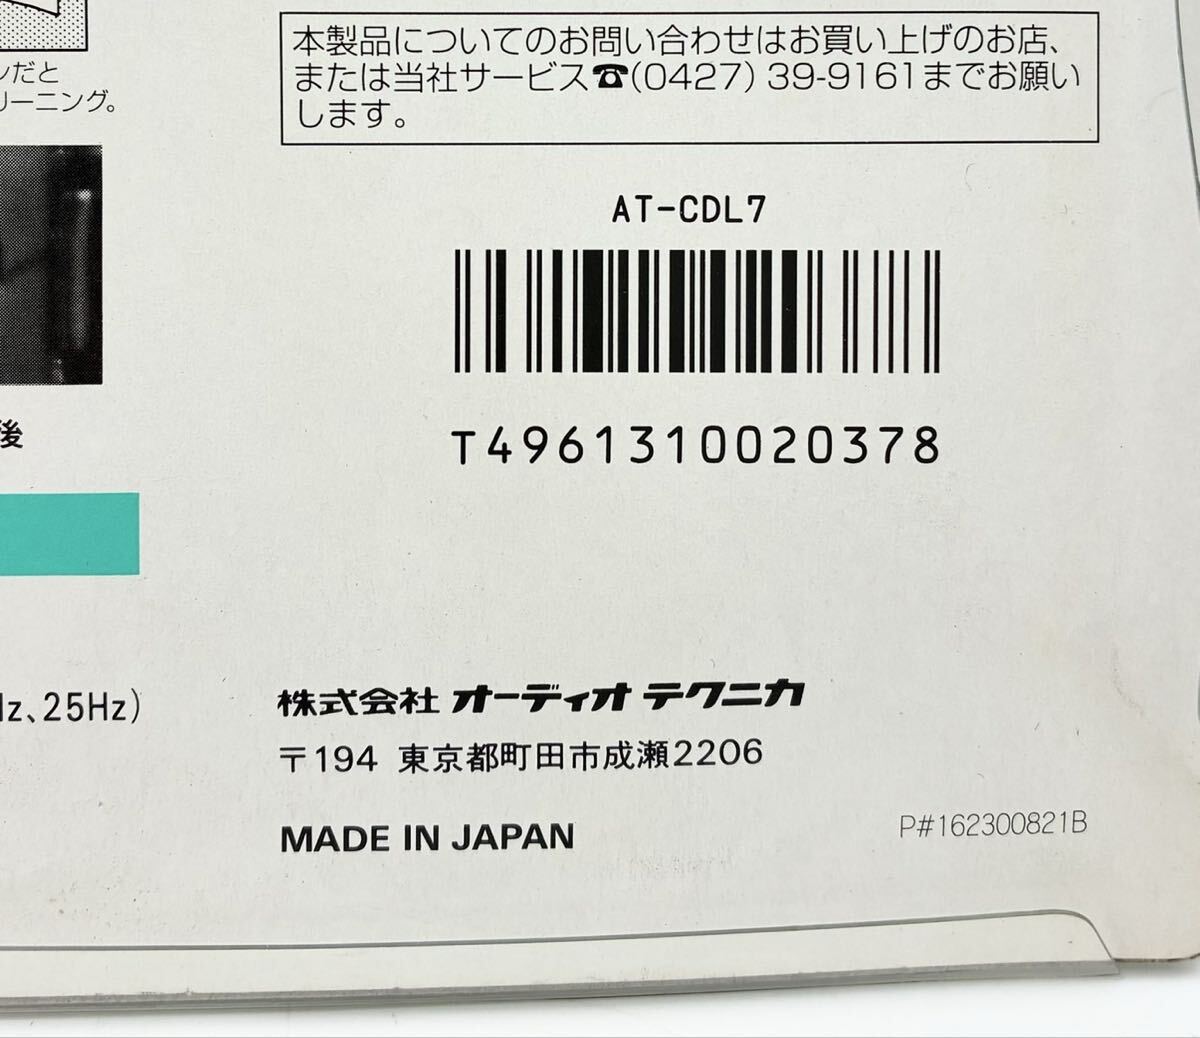 本製品についてのお問い合わせはお買い上げのお店、
または当社サービス☎(0427) 39-9161までお願い
します。
だと
リーニング。
AT-CDL7
T4961310020378
後
Hz、25Hz)
株式会社 オーディオテクニカ
〒194 東京都町田市成瀬2206
MADE IN JAPAN
P#162300821B